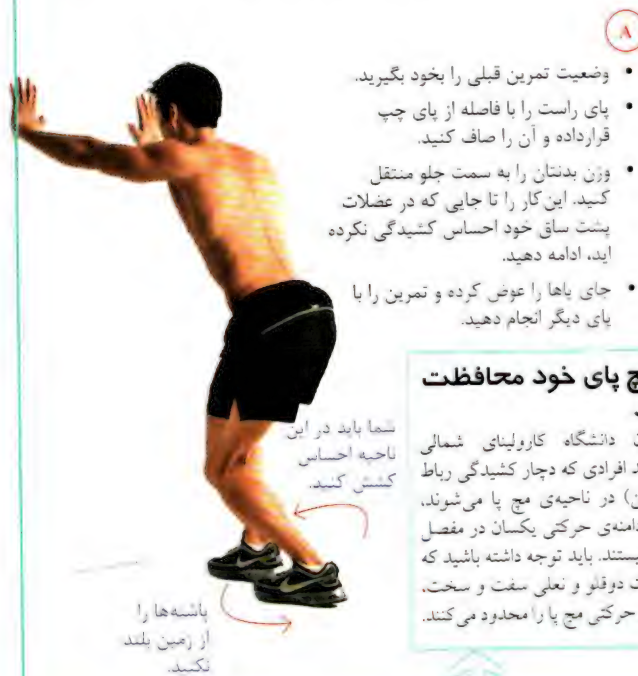 A
• وضعیت تمرین قبلی را بخود بگیرید.
• پای راست را با فاصله از پای چپ
قرارداده و آن را صاف کنید.
• وزن بدنتان را به سمت جلو منتقل
کنید. این کار را تا جایی که در عضلات
پشت ساق خود احساس کشیدگی نکرده
اید، ادامه دهید.
• جای پاها را عوض کرده و تمرین را با
پای دیگر انجام دهید.
شما باید در این
ناحیه احساس
کشش کنید.
پاشنه‌ها را
از زمین بلند
نکنید.
پای خود محافظت
دانشگاه کارولینای شمالی
افرادی که دچار کشیدگی رباط
در ناحیه‌ی مچ پا می‌شوند،
دامنه‌ی حرکتی یکسان در مفصل
باید توجه داشته باشید که
دوقلو و نعلی سفت و سخت،
حرکتی مچ پا را محدود می‌کنند.